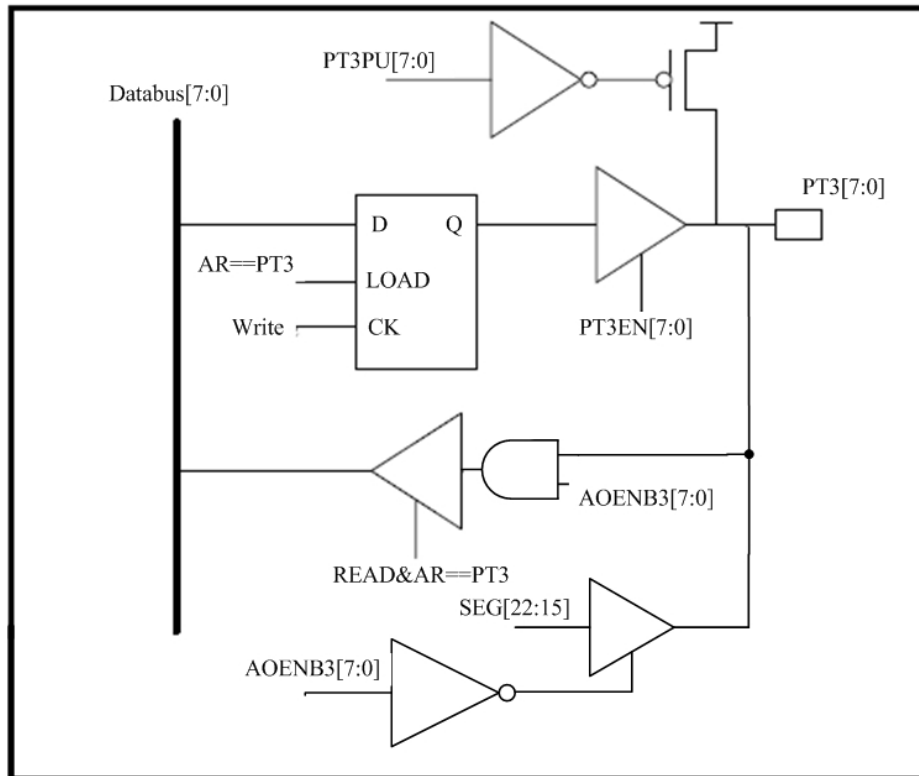 PT3PU[7:0]
Databus[7:0]
PT3[7:0]
D
Q
AR==PT3
LOAD
Write
CK
PT3EN[7:0]
AOENB3[7:0]
READ&AR==PT3
SEG[22:15]
AOENB3[7:0]